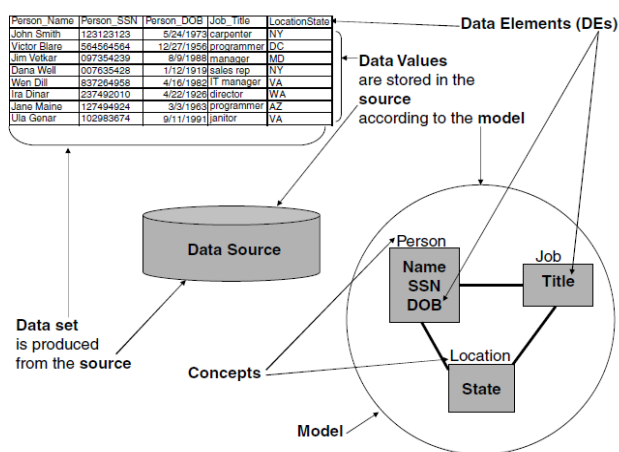 Person_Name Person_SSN Person_DOB Job_Title LocationState
John Smith 123123123 5/24/1973 carpenter NY
Victor Blare 564564564 12/27/1956 programmer DC
Jim Vetkar 097354239 8/9/1988 manager MD
Dana Well 007635428 1/12/1919 sales rep NY
Wen Dill 837264958 4/16/1982 IT manager VA
Ira Dinar 237492010 4/22/1926 director WA
Jane Maine 127494924 3/3/1963 programmer AZ
Ula Genar 102983674 9/11/1991 janitor VA
Data Elements (DEs)
Data Values
are stored in the
source
according to the model
Data Source
Person
Name
SSN
DOB
Job
Title
Location
State
Data set
is produced
from the source
Concepts
Model